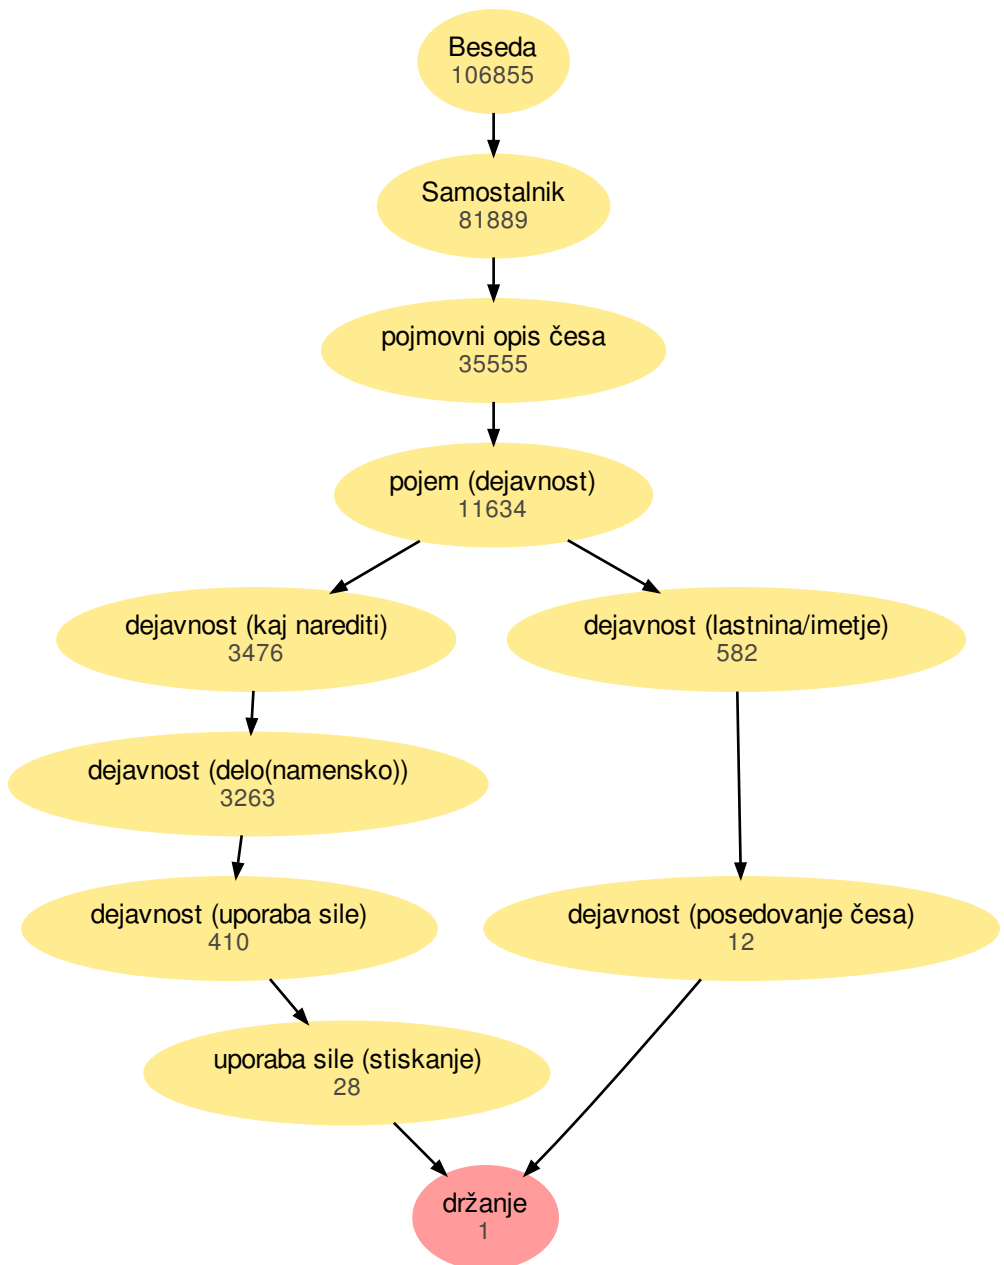 Beseda
106855
Samostalnik
81889
pojmovni opis česa
35555
pojem (dejavnost)
11634
dejavnost (kaj narediti)
3476
dejavnost (lastnina/imetje)
582
dejavnost (delo(namensko))
3263
dejavnost (uporaba sile)
410
dejavnost (posedovanje česa)
12
uporaba sile (stiskanje)
28
držanje
1